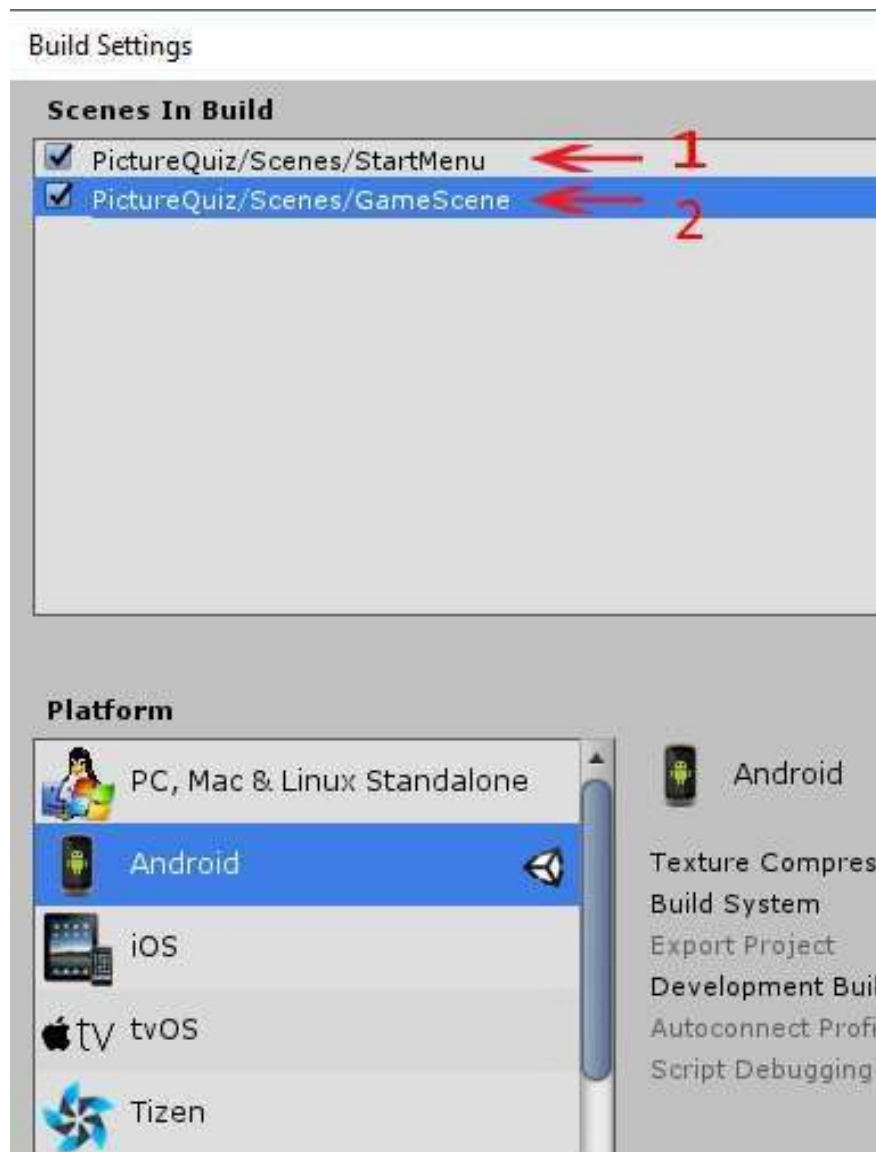 Build Settings
Scenes In Build
PictureQuiz/Scenes/StartMenu 1
PictureQuiz/Scenes/GameScene 2
Platform
PC, Mac & Linux Standalone
Android
iOS
tv tvOS
Tizen
Android
Texture Compres
Build System
Export Project
Development Buil
Autoconnect Profi
Script Debugging